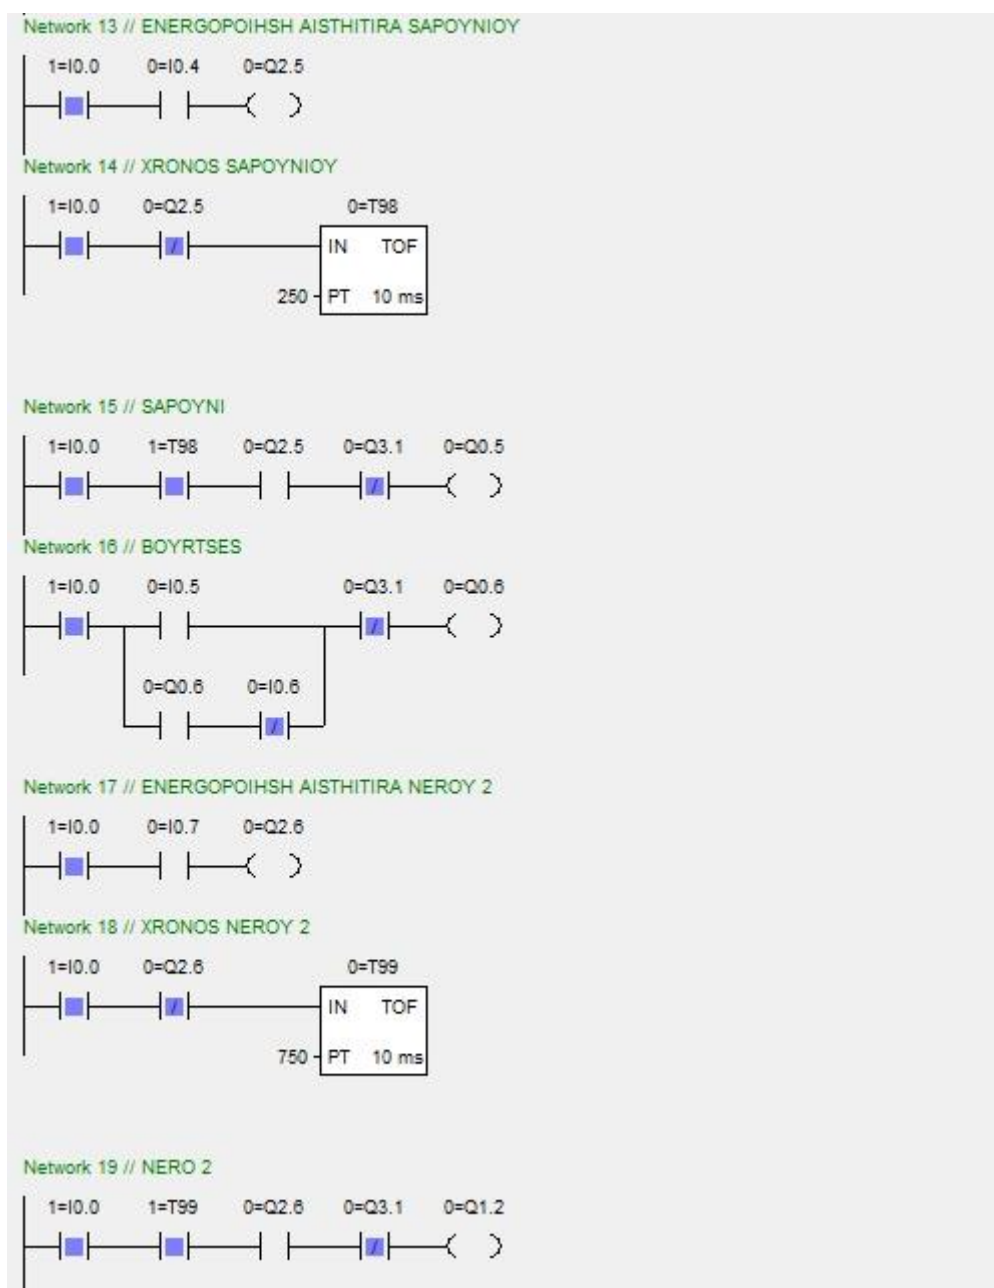 Network 13 // ENERGOPOIHSH AISTHITIRA SAPOYNIOY
1=I0.0 0=I0.4 0=Q2.5
Network 14 // XRONOS SAPOYNIOY
1=I0.0 0=Q2.5 0=T98
IN TOF
250 PT 10 ms
Network 15 // SAPOYNI
1=I0.0 1=T98 0=Q2.5 0=Q3.1 0=Q0.5
Network 16 // BOYRTSES
1=I0.0 0=I0.5 0=Q3.1 0=Q0.6
0=Q0.6 0=I0.6
Network 17 // ENERGOPOIHSH AISTHITIRA NEROY 2
1=I0.0 0=I0.7 0=Q2.6
Network 18 // XRONOS NEROY 2
1=I0.0 0=Q2.6 0=T99
IN TOF
750 PT 10 ms
Network 19 // NERO 2
1=I0.0 1=T99 0=Q2.6 0=Q3.1 0=Q1.2